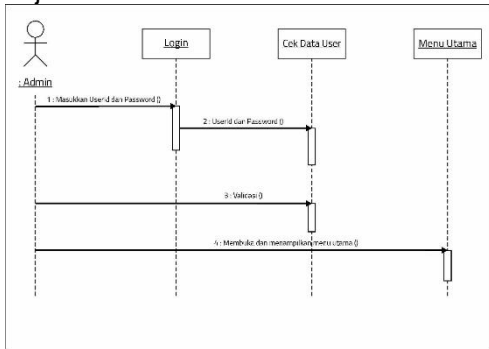 Login
Cek Data User
Menu Utama
: Admin
1 : Masukkan Userid dan Password ()
2 : Userid dan Password ()
3 : Validasi ()
4 : Membuka dan menampilkan menu utama ()